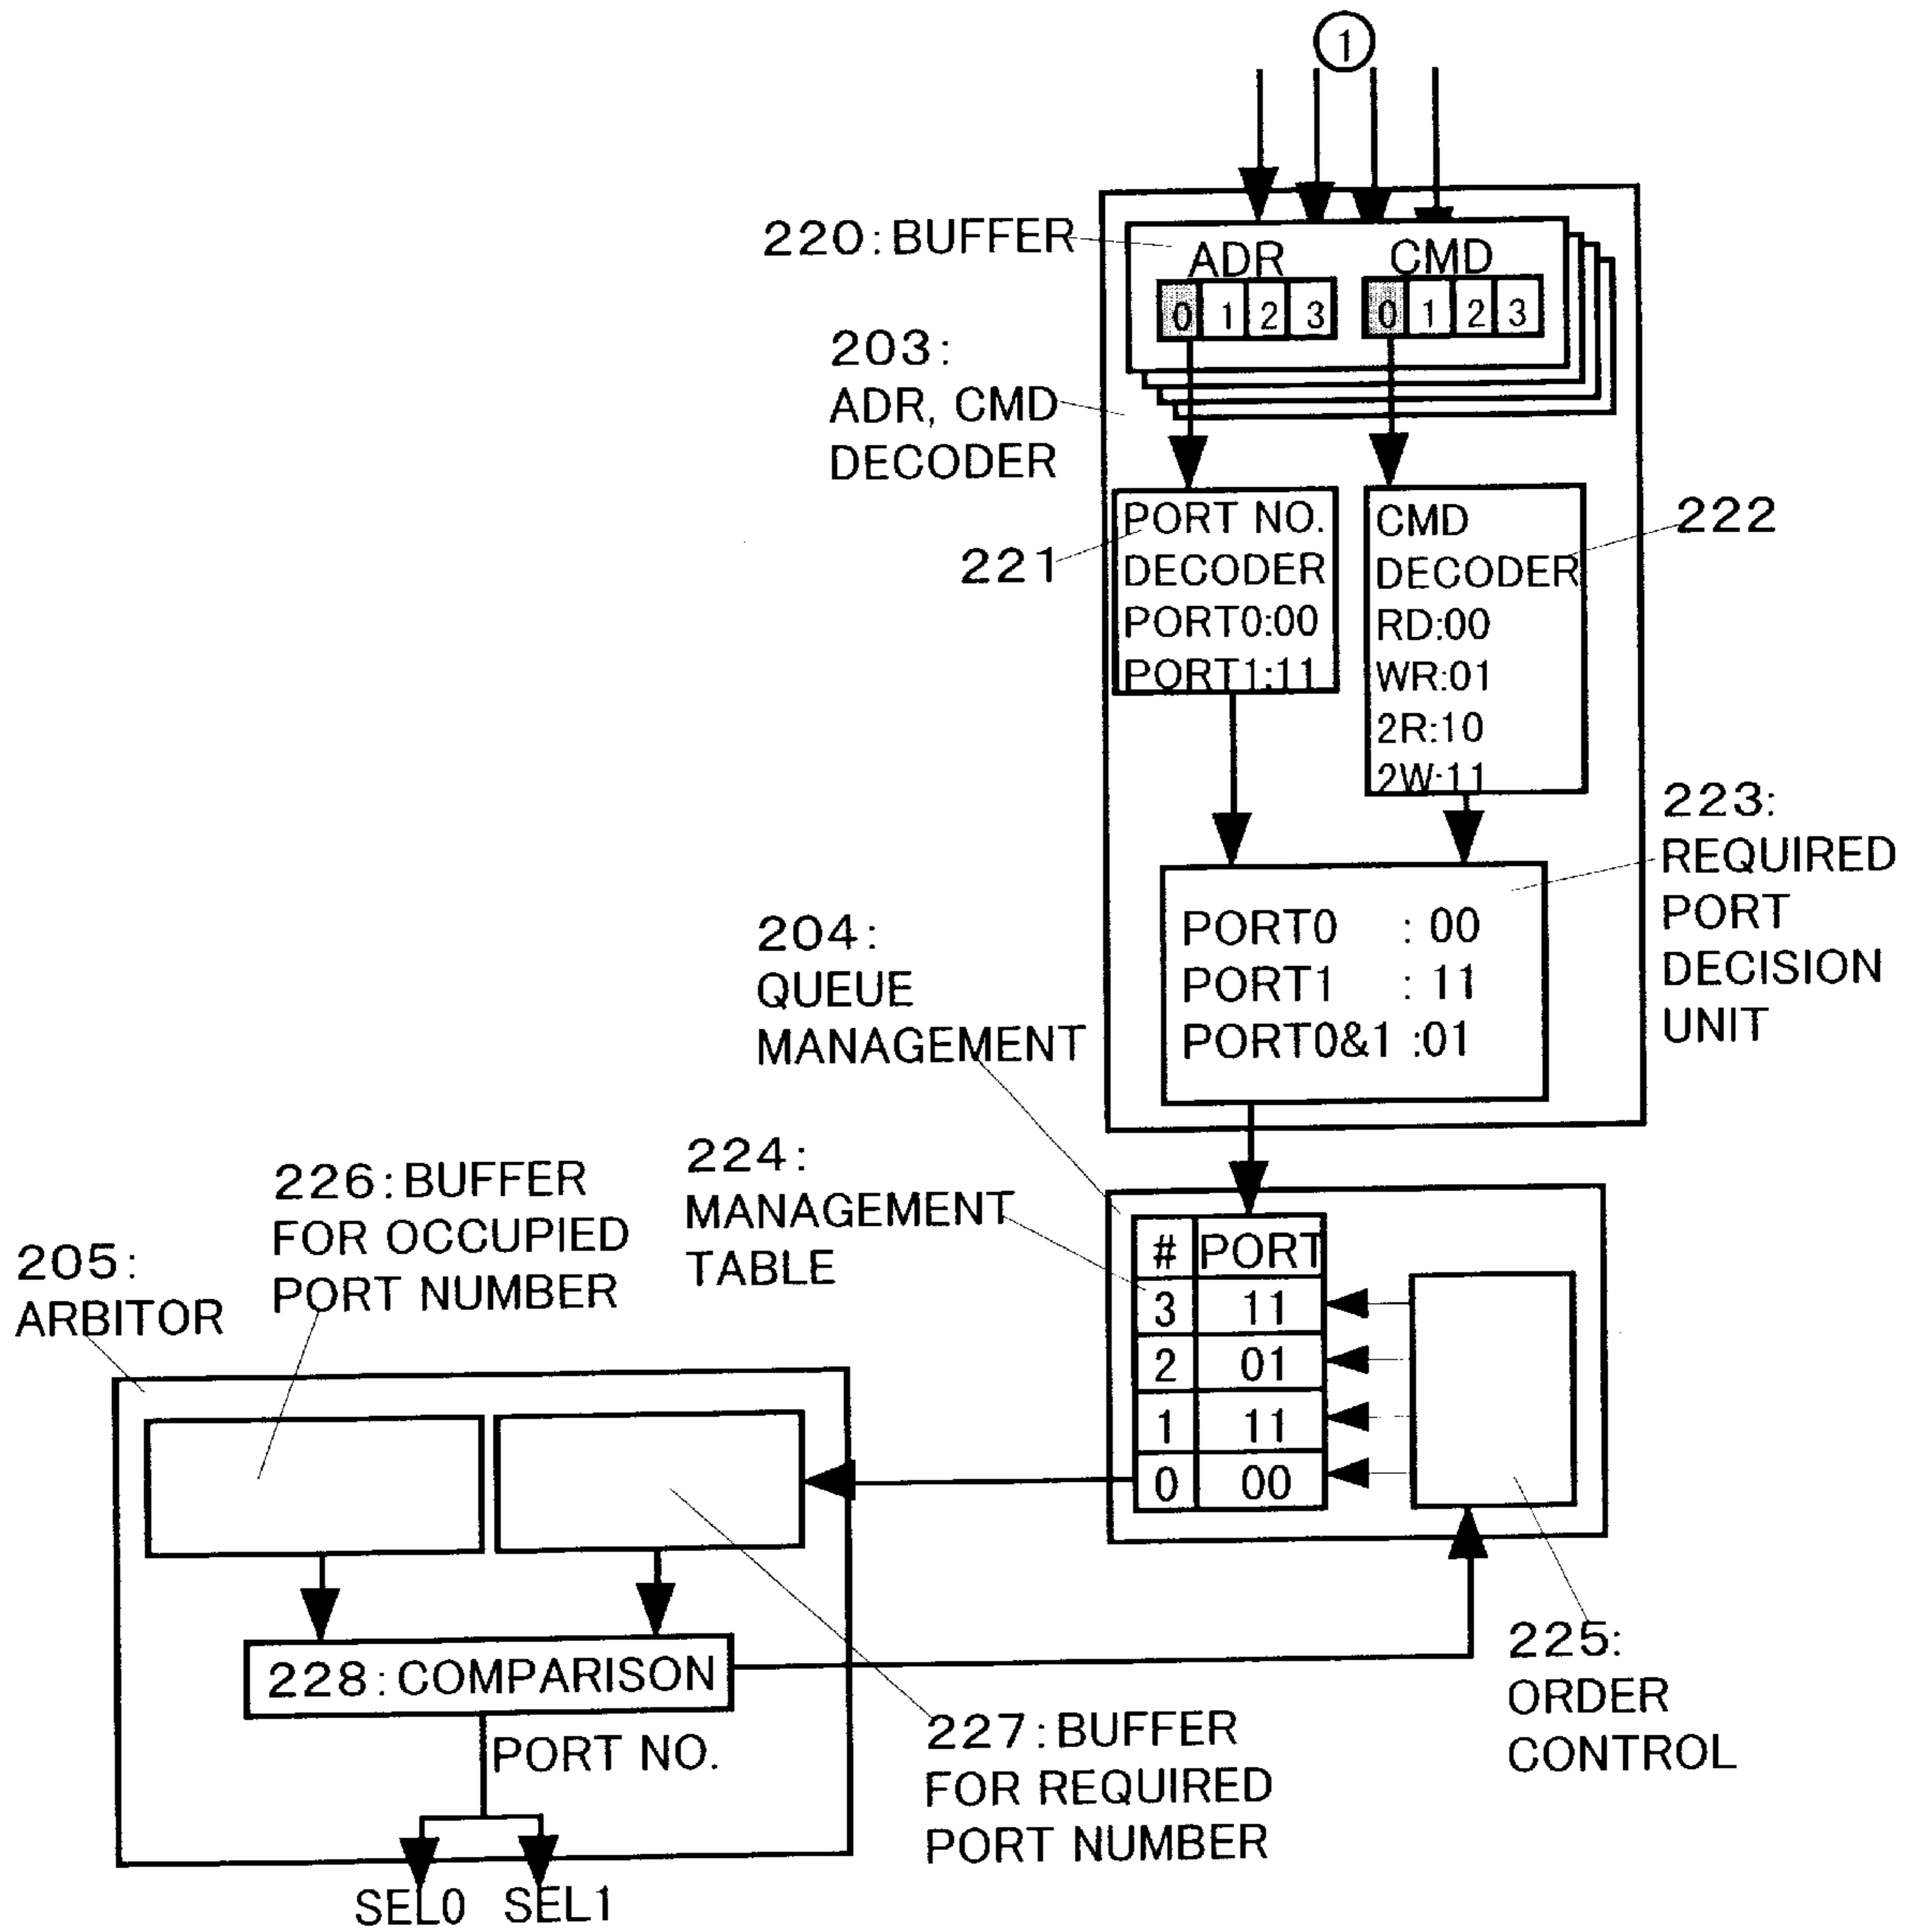 1
220: BUFFER
ADR CMD
0 1 2 3 0 1 2 3
203:
ADR, CMD
DECODER
PORT NO.
DECODER
PORT0:00
PORT1:11
221
CMD
DECODER
RD:00
WR:01
2R:10
2W:11
222
223:
REQUIRED
PORT
DECISION
UNIT
PORT0 : 00
PORT1 : 11
PORT0&1 :01
204:
QUEUE
MANAGEMENT
224:
MANAGEMENT
TABLE
# PORT
3 11
2 01
1 11
0 00
226: BUFFER
FOR OCCUPIED
PORT NUMBER
205:
ARBITOR
228: COMPARISON
PORT NO.
227: BUFFER
FOR REQUIRED
PORT NUMBER
225:
ORDER
CONTROL
SEL0 SEL1